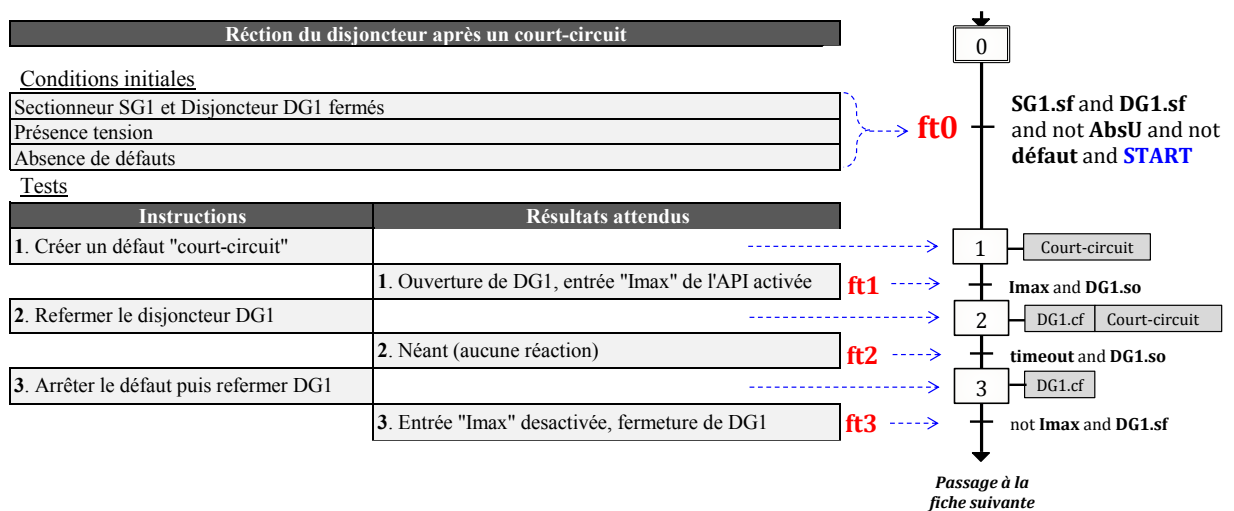 Réction du disjoncteur après un court-circuit
Conditions initiales
Sectionneur SG1 et Disjoncteur DG1 fermés
Présence tension
Absence de défauts
Tests
Instructions Résultats attendus
1. Créer un défaut "court-circuit"
1. Ouverture de DG1, entrée "Imax" de l'API activée
2. Refermer le disjoncteur DG1
2. Néant (aucune réaction)
3. Arrêter le défaut puis refermer DG1
3. Entrée "Imax" desactivée, fermeture de DG1
ft0
ft1
ft2
ft3
0
SG1.sf and DG1.sf
and not AbsU and not
défaut and START
1 Court-circuit
Imax and DG1.so
2 DG1.cf Court-circuit
timeout and DG1.so
3 DG1.cf
not Imax and DG1.sf
Passage à la
fiche suivante